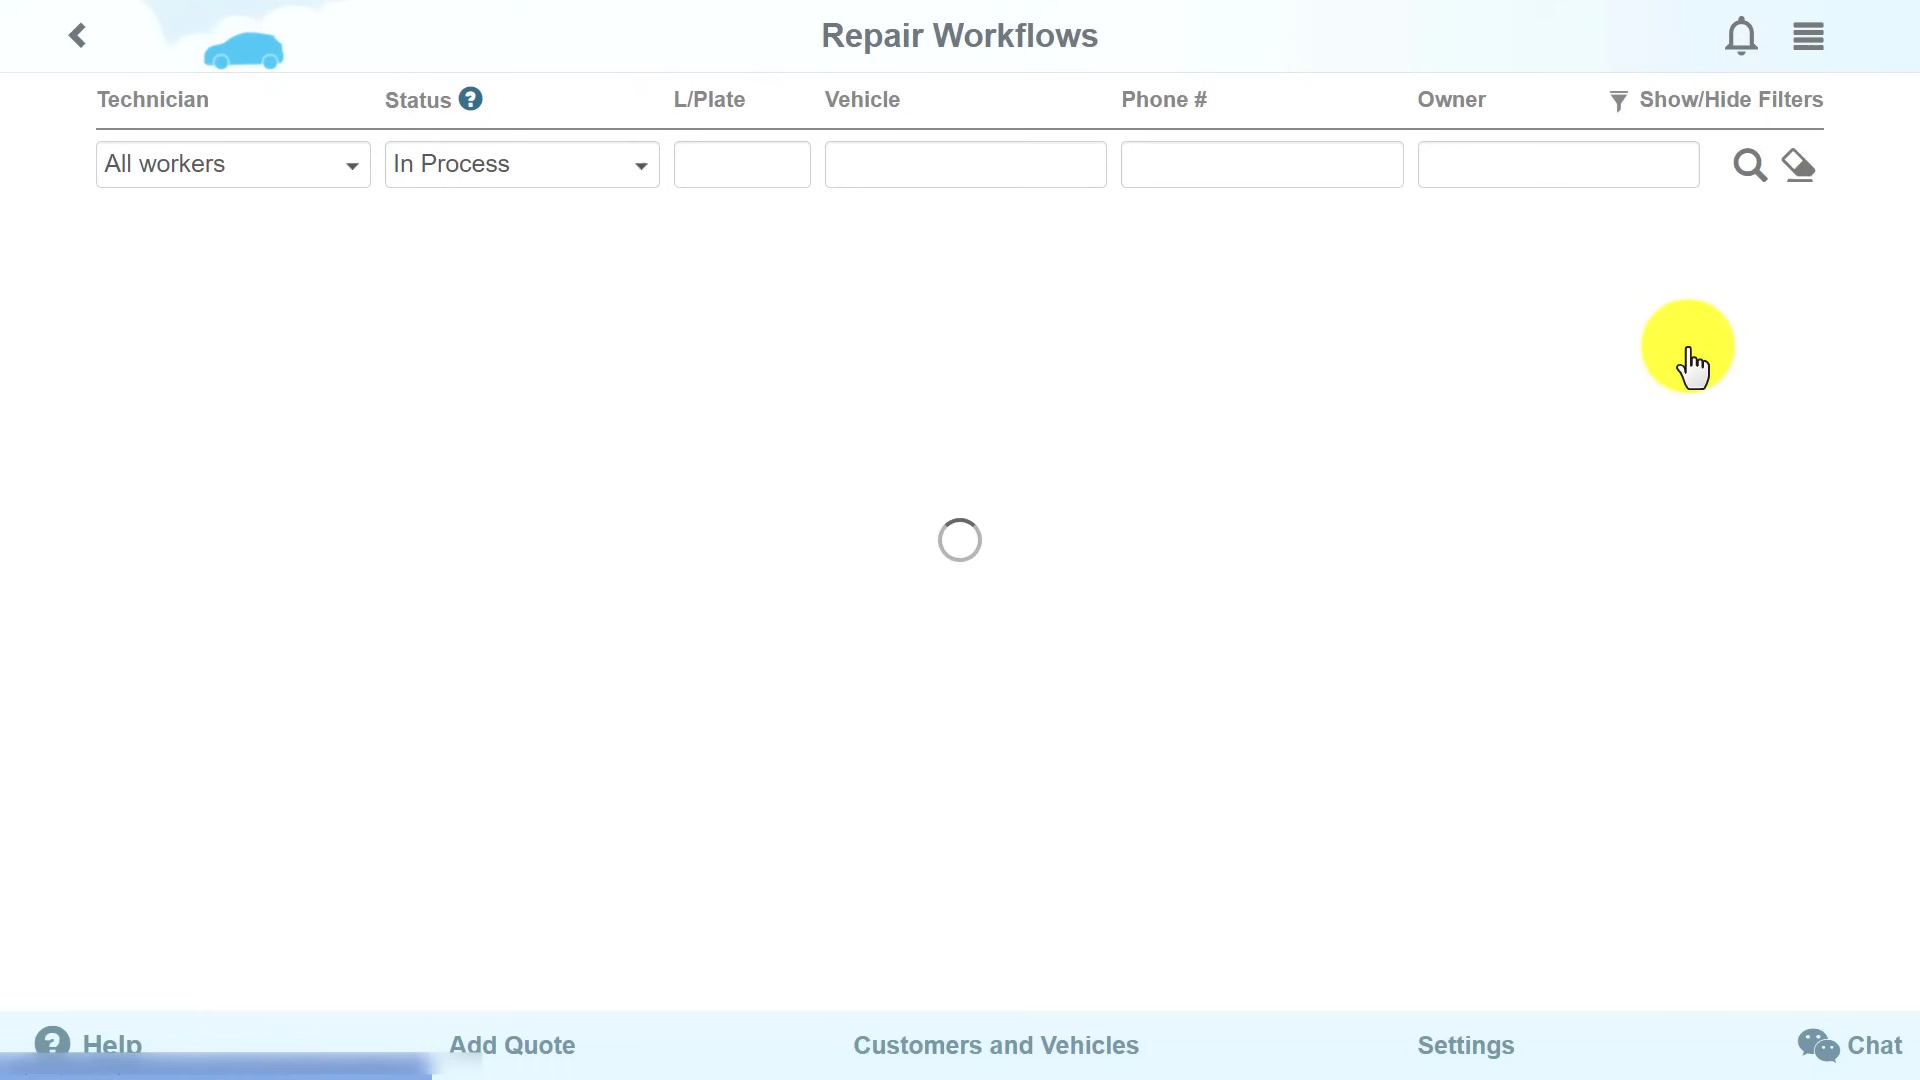 Repair Workflows
Technician Status ? L/Plate Vehicle Phone # Owner Show/Hide Filters
All workers In Process
? Help Add Quote Customers and Vehicles Settings Chat